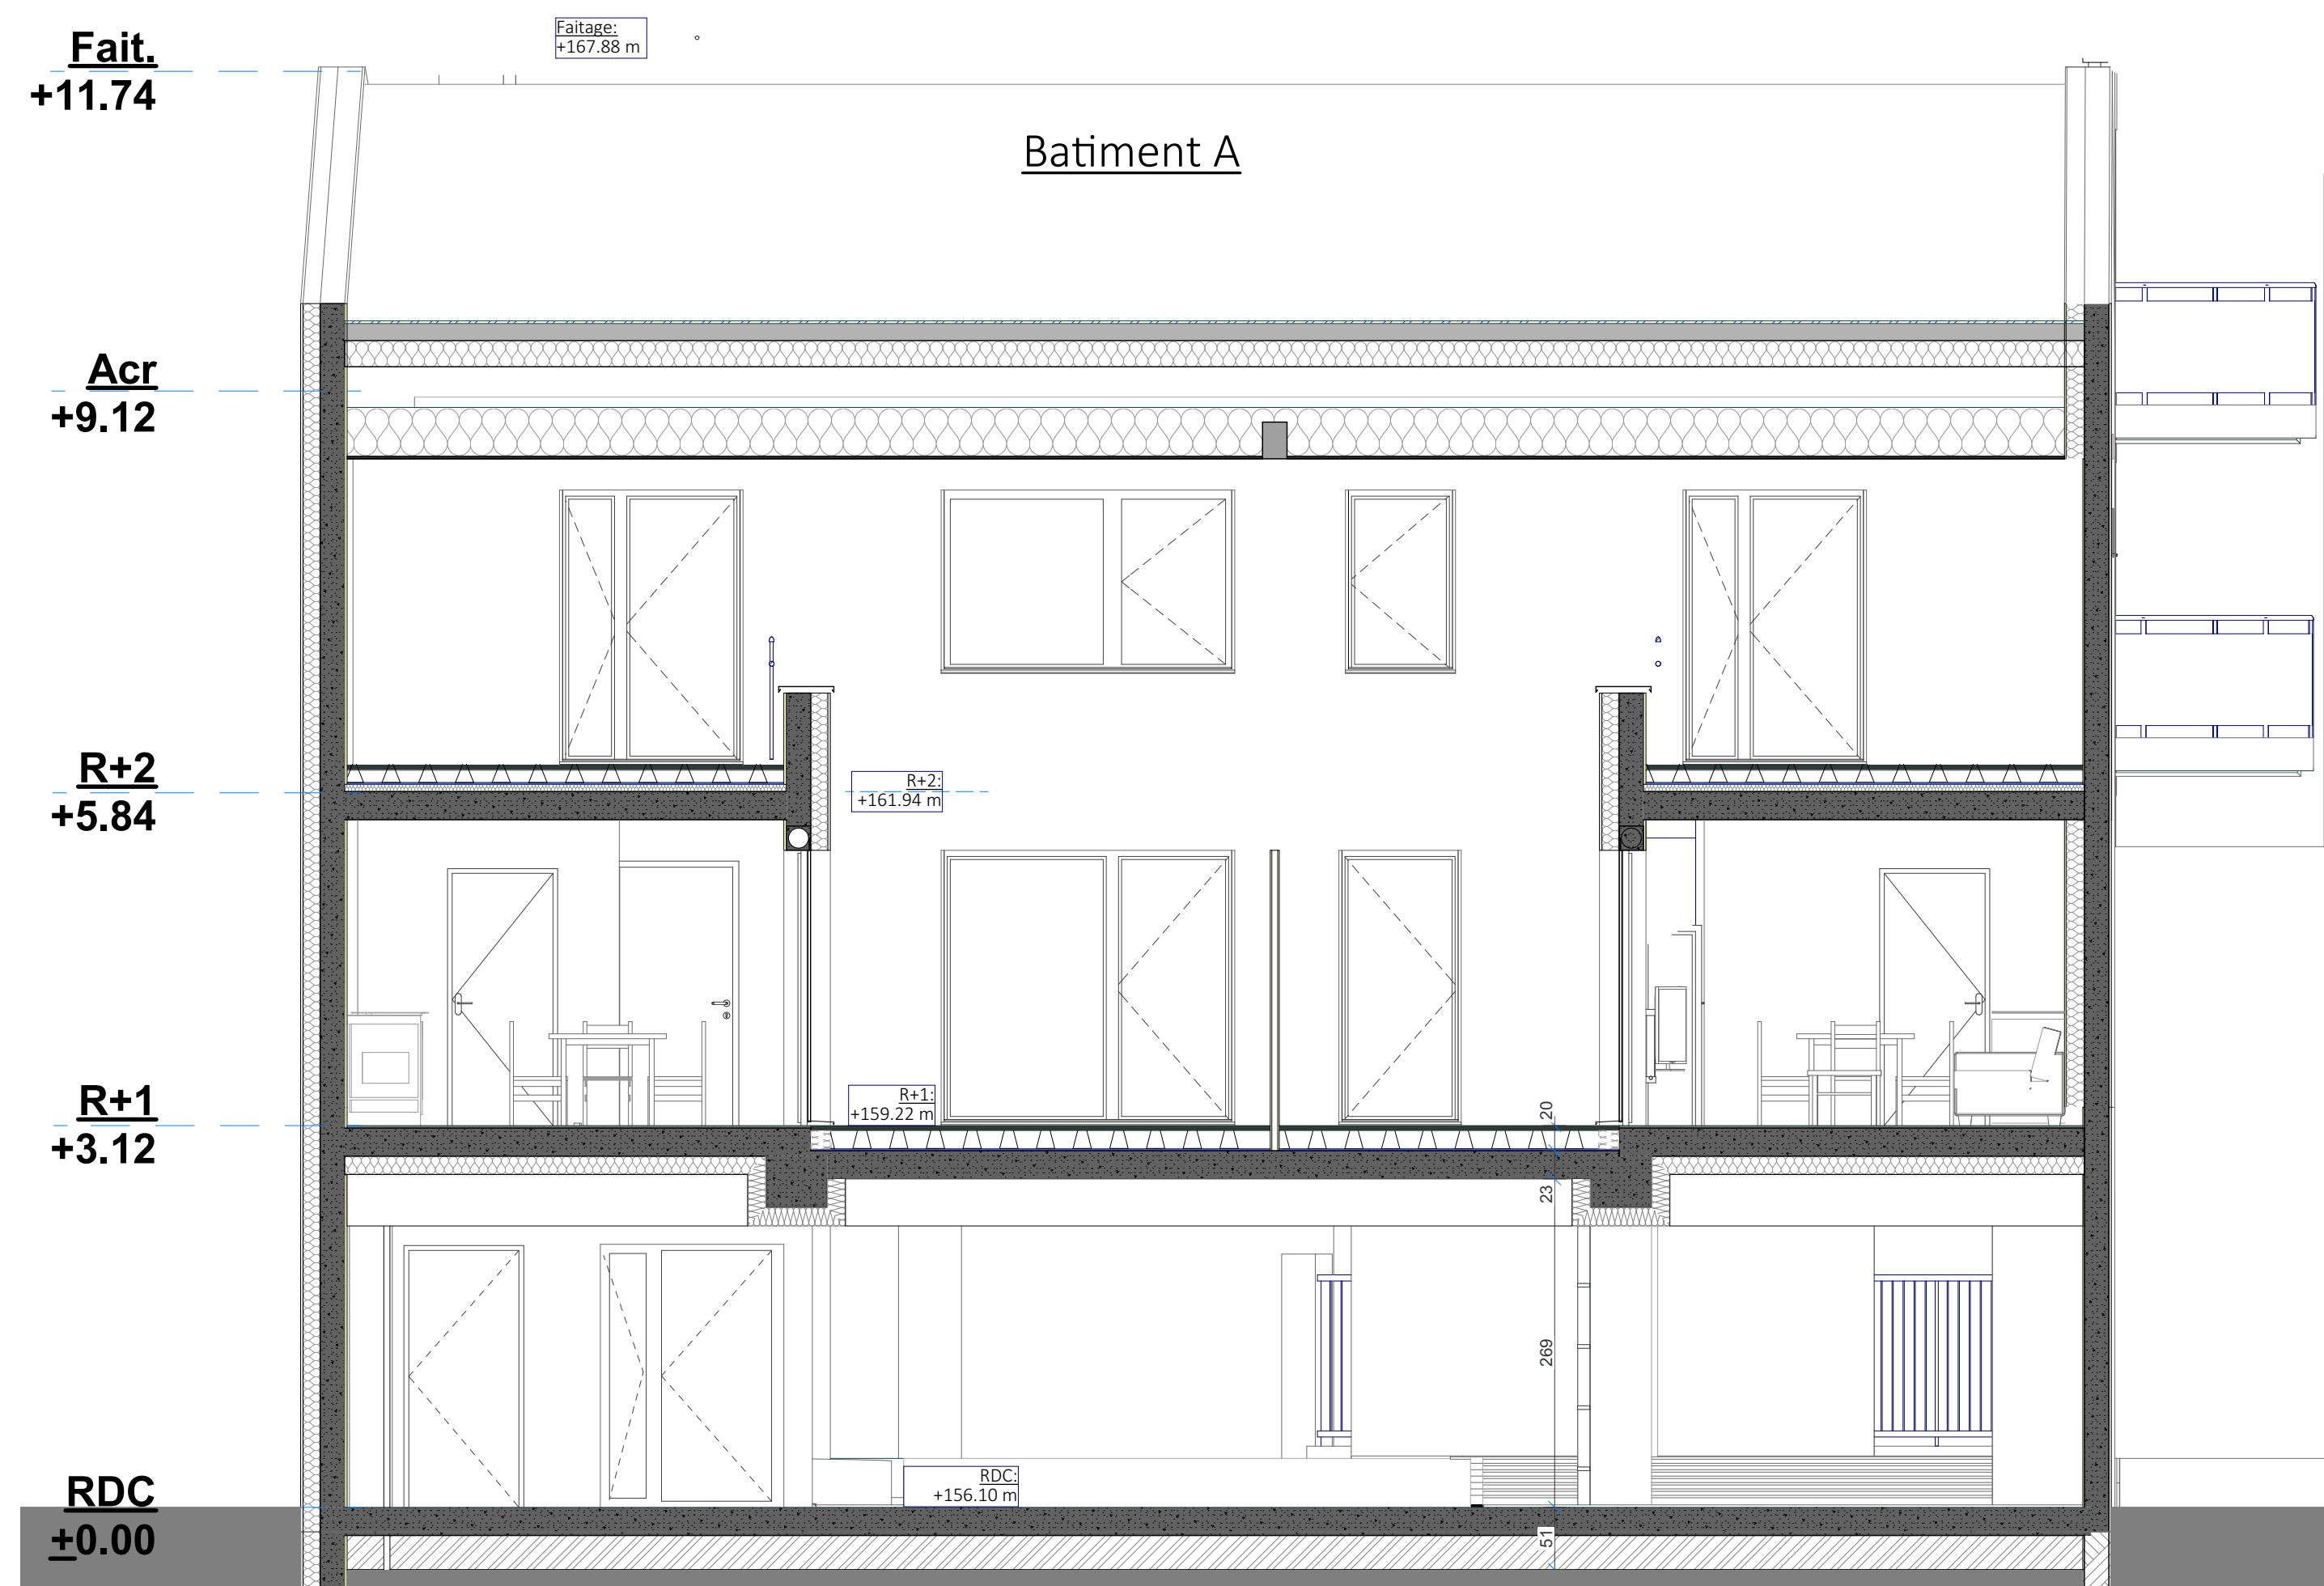 Fait.
+11.74
Faitage:
+167.88 m
Batiment A
Acr
+9.12
R+2
+5.84
R+2:
+161.94 m
R+1
+3.12
R+1:
+159.22 m
20
23
269
RDC
±0.00
RDC:
+156.10 m
51